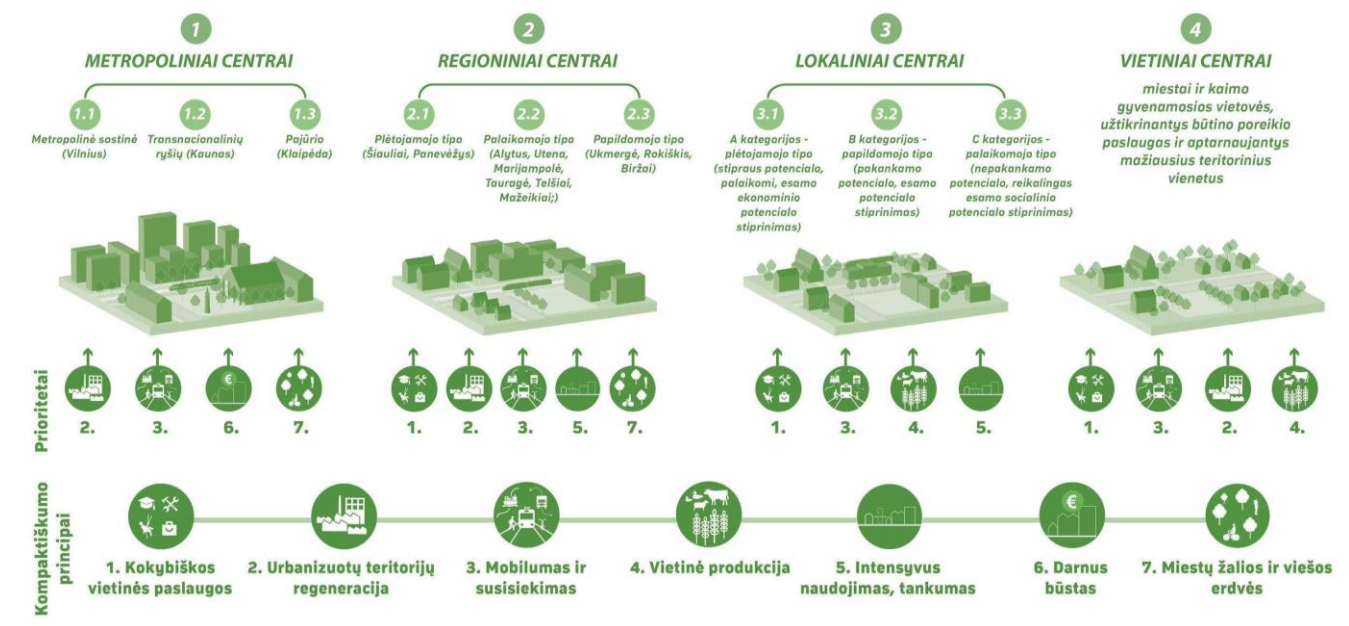 1
METROPOLINIAI CENTRAI
1.1
Metropolinė sostinė
(Vilnius)
1.2
Transnacionalinių
ryšių (Kaunas)
1.3
Pajūrio
(Klaipėda)
2
REGIONINIAI CENTRAI
2.1
Plėtojamo tipo
(Šiauliai, Panevėžys)
2.2
Palaikomojo tipo
(Alytus, Utena,
Marijampolé,
Tauragė, Telšiai,
Mažeikiai;)
2.3
Papildomojo tipo
(Ukmergė, Rokiškis,
Biržai)
3
LOKALINIAI CENTRAI
3.1
A kategorijos -
plėtojamojo tipo
(stipraus potencialo,
palaikomi, esamo
ekonominio
potencialo
stiprinimas)
3.2
B kategorijos -
papildomojo tipo
(pakankamo
potencialo, esamo
potencialo
stiprinimas)
3.3
C kategorijos -
palaikomojo tipo
(nepakankamo
potencialo, reikalingas
esamo socialinio
potencialo stiprinimas)
4
VIETINIAI CENTRAI
miestai ir kaimo
gyvenamosios vietovės,
užtikrinantys būtino poreikio
paslaugas ir aptarnaujantys
mažiausius teritorinius
vienetus
Prioritetai
2. 3. 6. 7.
1. 2. 3. 5. 7.
1. 3. 4. 5.
1. 3. 2. 4.
Kompaktiškumo
principai
1. Kokybiškos
vietinės paslaugos
2. Urbanizuotų teritorijų
regeneracija
3. Mobilumas ir
susisiekimas
4. Vietinė produkcija
5. Intensyvus
naudojimas, tankumas
6. Darnus
būstas
7. Miestų žalios ir viešos
erdvės